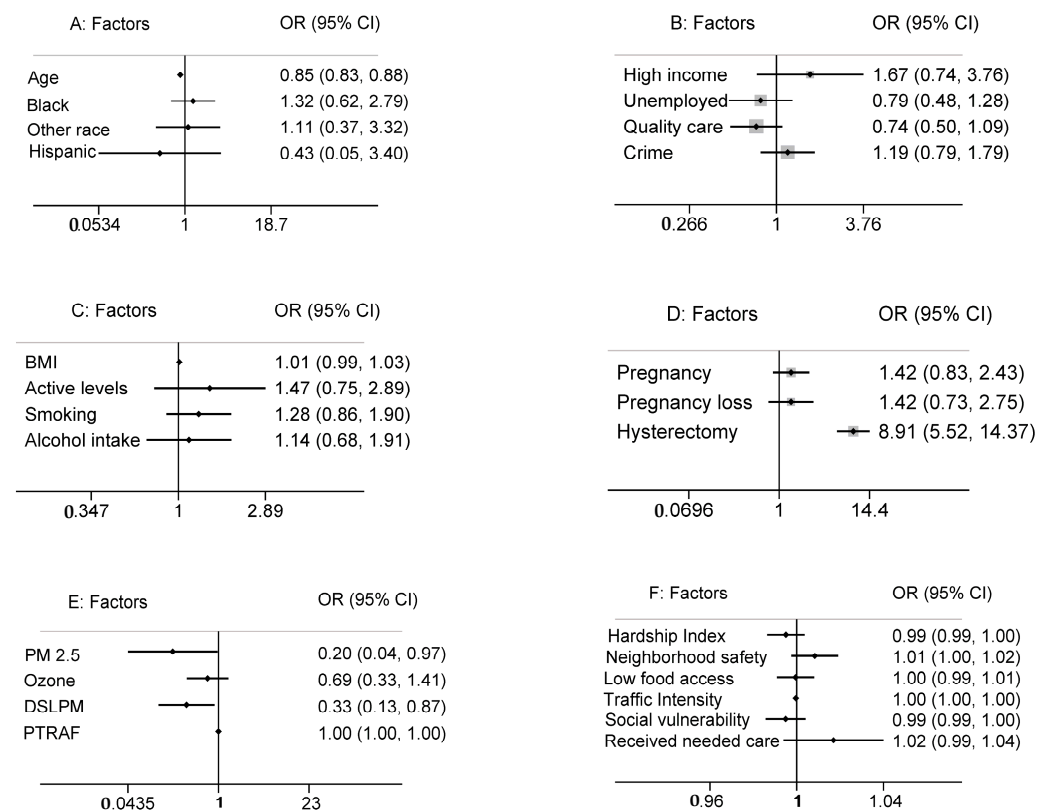 A: Factors OR (95% CI)
Age 0.85 (0.83, 0.88)
Black 1.32 (0.62, 2.79)
Other race 1.11 (0.37, 3.32)
Hispanic 0.43 (0.05, 3.40)
0.0534 1 18.7
B: Factors OR (95% CI)
High income 1.67 (0.74, 3.76)
Unemployed 0.79 (0.48, 1.28)
Quality care 0.74 (0.50, 1.09)
Crime 1.19 (0.79, 1.79)
0.266 1 3.76
C: Factors OR (95% CI)
BMI 1.01 (0.99, 1.03)
Active levels 1.47 (0.75, 2.89)
Smoking 1.28 (0.86, 1.90)
Alcohol intake 1.14 (0.68, 1.91)
0.347 1 2.89
D: Factors OR (95% CI)
Pregnancy 1.42 (0.83, 2.43)
Pregnancy loss 1.42 (0.73, 2.75)
Hysterectomy 8.91 (5.52, 14.37)
0.0696 1 14.4
E: Factors OR (95% CI)
PM 2.5 0.20 (0.04, 0.97)
Ozone 0.69 (0.33, 1.41)
DSLPM 0.33 (0.13, 0.87)
PTRAF 1.00 (1.00, 1.00)
0.0435 1 23
F: Factors OR (95% CI)
Hardship Index 0.99 (0.99, 1.00)
Neighborhood safety 1.01 (1.00, 1.02)
Low food access 1.00 (0.99, 1.01)
Traffic Intensity 1.00 (1.00, 1.00)
Social vulnerability 0.99 (0.99, 1.00)
Received needed care 1.02 (0.99, 1.04)
0.96 1 1.04